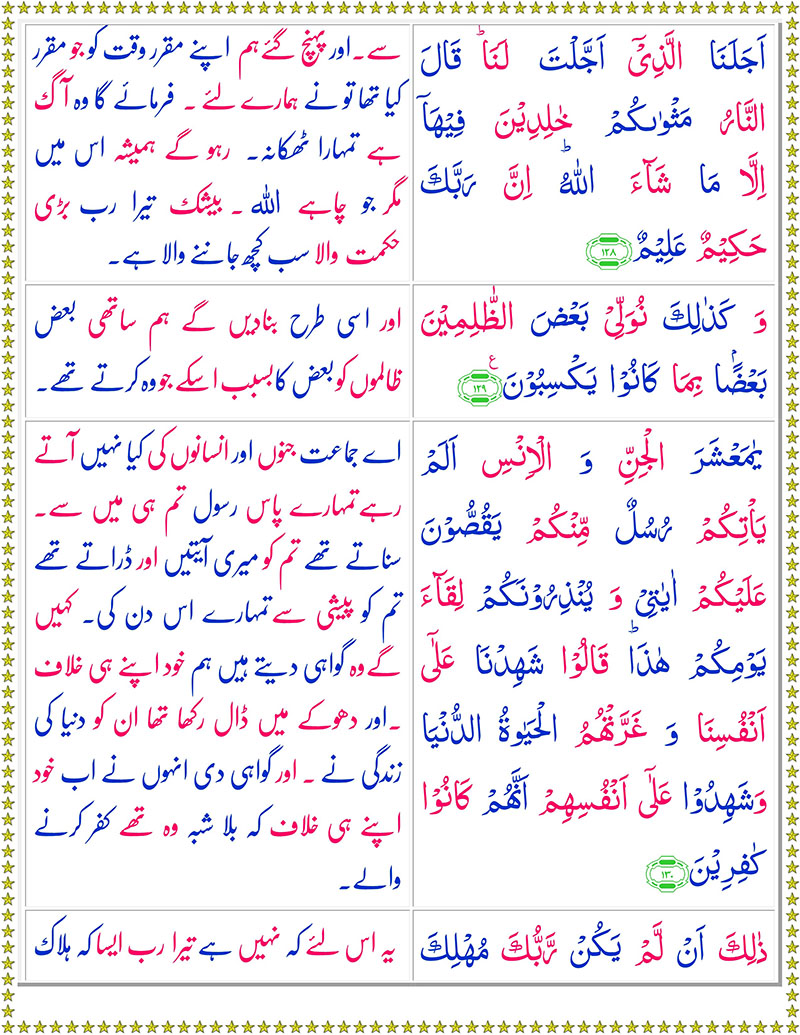 اَجَلَنَا الَّذِیْۤ اَجَّلْتَ لَنَاؕ قَالَ
النَّارُ مَثْوٰىكُمْ خٰلِدِیْنَ فِیْهَاۤ
اِلَّا مَا شَآءَ اللّٰهُؕ اِنَّ رَبَّكَ
حَكِیْمٌ عَلِیْمٌ ۱۲۸
سے۔ اور پہنچ گئے ہم اپنے مقرر وقت کو جو مقرر
کیا تھا تو نے ہمارے لئے ۔ فرمائے گا وہ آگ
ہے تمہارا ٹھکانہ۔ رہو گے ہمیشہ اس میں
مگر جو چاہے اللہ ۔ بیشک تیرا رب بڑی
حکمت والا سب کچھ جاننے والا ہے۔
وَ كَذٰلِكَ نُوَلِّیْ بَعْضَ الظّٰلِمِیْنَ
بَعْضًۢا بِمَا كَانُوْا یَكْسِبُوْنَ ۱۲۹ ع
اور اسی طرح بنادیں گے ہم ساتھی بعض
ظالموں کو بعض کا بسبب اسکے جو وہ کرتے تھے۔
یٰمَعْشَرَ الْجِنِّ وَ الْاِنْسِ اَلَمْ
یَاْتِكُمْ رُسُلٌ مِّنْكُمْ یَقُصُّوْنَ
عَلَیْكُمْ اٰیٰتِیْ وَ یُنْذِرُوْنَكُمْ لِقَآءَ
یَوْمِكُمْ هٰذَاؕ قَالُوْا شَهِدْنَا عَلٰۤى
اَنْفُسِنَا وَ غَرَّتْهُمُ الْحَیٰوةُ الدُّنْیَا
وَشَهِدُوْا عَلٰۤى اَنْفُسِهِمْ اَنَّهُمْ كَانُوْا
كٰفِرِیْنَ ۱۳۰
اے جماعت جنوں اور انسانوں کی کیا نہیں آتے
رہے تمہارے پاس رسول تم ہی میں سے۔
سناتے تھے تم کو میری آیتیں اور ڈراتے تھے
تم کو پیشی سے تمہارے اس دن کی۔ کہیں
گے وہ گواہی دیتے ہیں ہم خود اپنے ہی خلاف
۔ اور دھوکے میں ڈال رکھا تھا ان کو دنیا کی
زندگی نے ۔ اور گواہی دی انہوں نے اب خود
اپنے ہی خلاف کہ بلا شبہ وہ تھے کفر کرنے
والے۔
ذٰلِكَ اَنْ لَّمْ یَكُنْ رَّبُّكَ مُهْلِكَ
یہ اس لئے کہ نہیں ہے تیرا رب ایسا کہ ہلاک